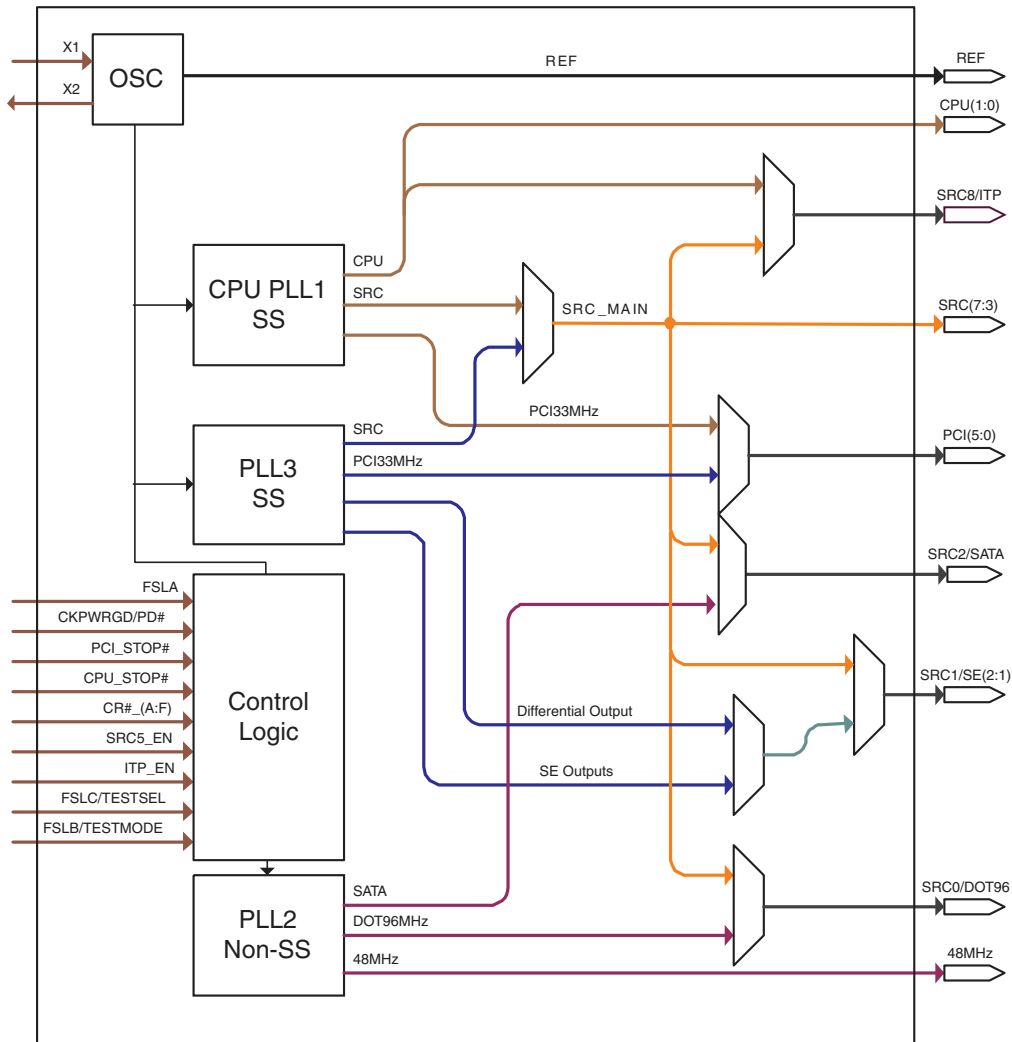 X1
X2
OSC
REF
REF
CPU(1:0)
SRC8/ITP
CPU
SRC
CPU PLL1
SS
SRC_MAIN
SRC(7:3)
PCI33MHz
SRC
PCI33MHz
PLL3
SS
PCI(5:0)
SRC2/SATA
FSLA
CKPWRGD/PD#
PCI_STOP#
CPU_STOP#
CR#_(A:F)
SRC5_EN
ITP_EN
FSLC/TESTSEL
FSLB/TESTMODE
Control
Logic
Differential Output
SE Outputs
SRC1/SE(2:1)
SATA
DOT96MHz
48MHz
PLL2
Non-SS
SRC0/DOT96
48MHz